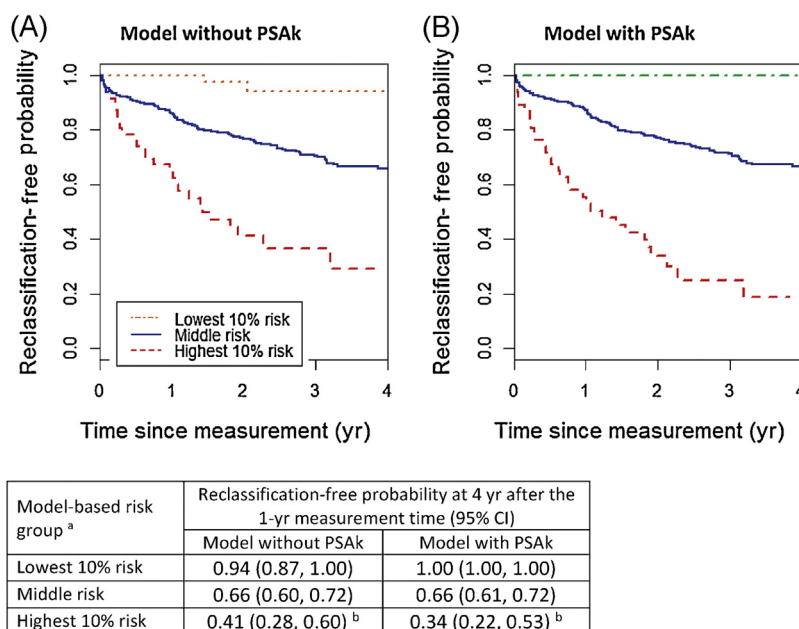 (A)
Model without PSAk
Reclassification-free probability
1.0
0.8
0.6
0.4
0.2
0.0
Lowest 10% risk
Middle risk
Highest 10% risk
0 1 2 3 4
Time since measurement (yr)
(B)
Model with PSAk
Reclassification- free probability
1.0
0.8
0.6
0.4
0.2
0.0
0 1 2 3 4
Time since measurement (yr)
Model-based risk
group a
Reclassification-free probability at 4 yr after the
1-yr measurement time (95% CI)
Model without PSAk Model with PSAk
Lowest 10% risk 0.94 (0.87, 1.00) 1.00 (1.00, 1.00)
Middle risk 0.66 (0.60, 0.72) 0.66 (0.61, 0.72)
Highest 10% risk 0.41 (0.28, 0.60) b 0.34 (0.22, 0.53) b